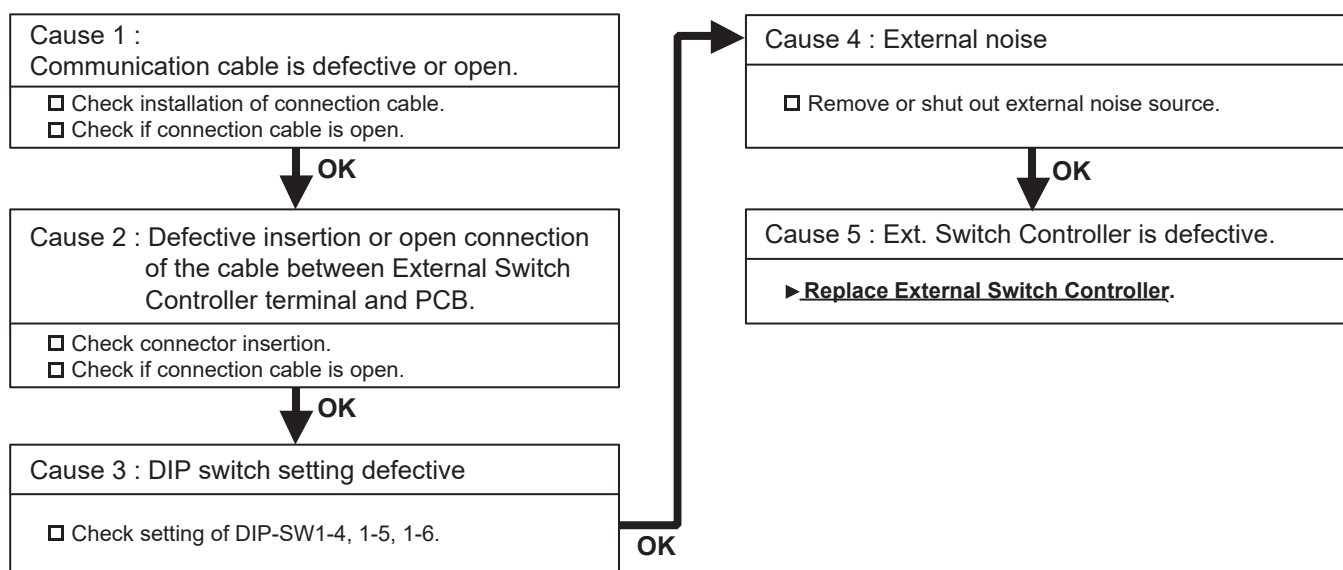 Cause 1 :
Communication cable is defective or open.
☐ Check installation of connection cable.
☐ Check if connection cable is open.
OK
Cause 2 : Defective insertion or open connection
of the cable between External Switch
Controller terminal and PCB.
☐ Check connector insertion.
☐ Check if connection cable is open.
OK
Cause 3 : DIP switch setting defective
☐ Check setting of DIP-SW1-4, 1-5, 1-6.
OK
Cause 4 : External noise
☐ Remove or shut out external noise source.
OK
Cause 5 : Ext. Switch Controller is defective.
►Replace External Switch Controller.